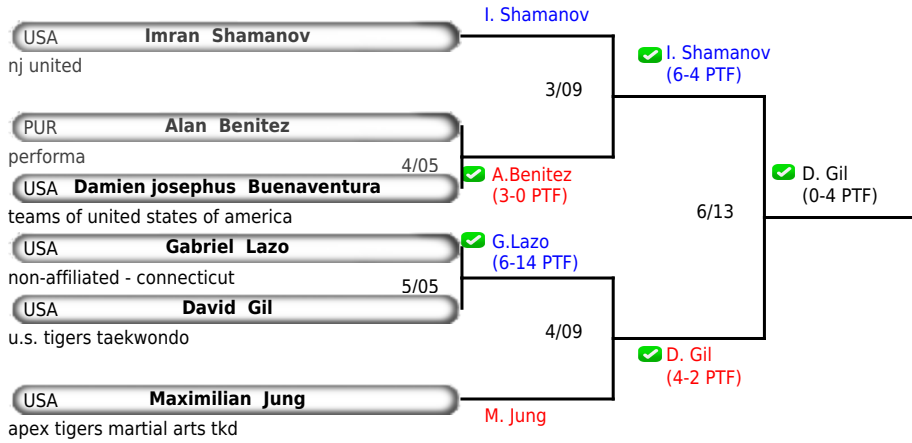 I. Shamanov
USA Imran Shamanov
nj united
I. Shamanov
(6-4 PTF)
3/09
PUR Alan Benitez
performa
4/05
A.Benitez
(3-0 PTF)
USA Damien josephus Buenaventura
teams of united states of america
D. Gil
(0-4 PTF)
6/13
USA Gabriel Lazo
non-affiliated - connecticut
G.Lazo
(6-14 PTF)
5/05
USA David Gil
u.s. tigers taekwondo
4/09
D. Gil
(4-2 PTF)
USA Maximilian Jung
apex tigers martial arts tkd
M. Jung